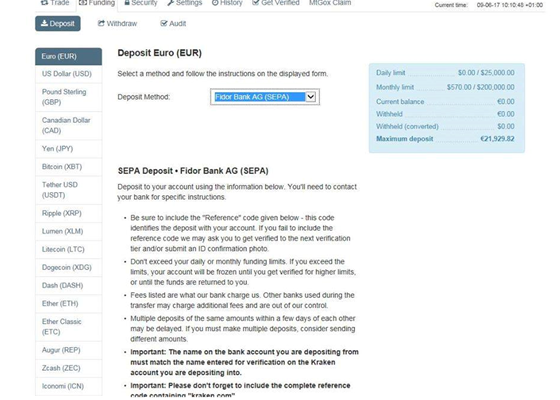 Trade Funding Security Settings History Get Verified MtGox Claim
Current time: 09-06-17 10:10:48 +01:00
Deposit Withdraw Audit
Euro (EUR)
US Dollar (USD)
Pound Sterling
(GBP)
Canadian Dollar
(CAD)
Yen (JPY)
Bitcoin (XBT)
Tether USD
(USDT)
Ripple (XRP)
Lumen (XLM)
Litecoin (LTC)
Dogecoin (XDG)
Dash (DASH)
Ether (ETH)
Ether Classic
(ETC)
Augur (REP)
Zcash (ZEC)
Iconomi (ICN)
Deposit Euro (EUR)
Select a method and follow the instructions on the displayed form.
Deposit Method: Fidor Bank AG (SEPA)
Daily limit $0.00 / $25,000.00
Monthly limit $570.00 / $200,000.00
Current balance €0.00
Withheld €0.00
Withheld (converted) $0.00
Maximum deposit €21,929.82
SEPA Deposit • Fidor Bank AG (SEPA)
Deposit to your account using the information below. You'll need to contact
your bank for specific instructions.
• Be sure to include the "Reference" code given below - this code
identifies the deposit with your account. If you fail to include the
reference code we may ask you to get verified to the next verification
tier and/or submit an ID confirmation photo.
• Don't exceed your daily or monthly funding limits. If you exceed the
limits, your account will be frozen until you get verified for higher limits,
or until the funds are returned to you.
• Fees listed are what our bank charge us. Other banks used during the
transfer may charge additional fees and are out of our control.
• Multiple deposits of the same amounts within a few days of each other
may be delayed. If you must make multiple deposits, consider sending
different amounts.
• Important: The name on the bank account you are depositing from
must match the name entered for verification on the Kraken
account you are depositing into.
• Important: Please don't forget to include the complete reference
code containing "kraken.com"